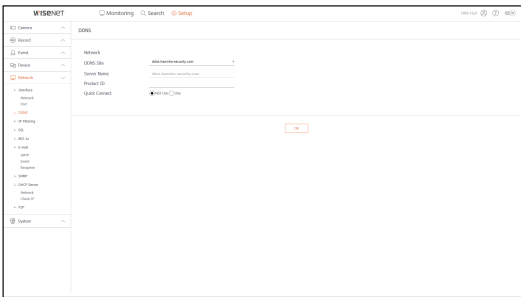 WISENET
Monitoring
Search
Setup
Camera
DDNS
Record
Event
Device
Network
Interface
Network
Port
DDNS
IP Filtering
SSL
802.1x
E-mail
SMTP
Event
Recipient
SNMP
DHCP Server
Network
Check IP
P2P
System
Network
DDNS Site
ddns.hanwha-security.com
Server Name
ddns.hanwha-security.com
Product ID
Quick Connect
Not Use
Use
OK